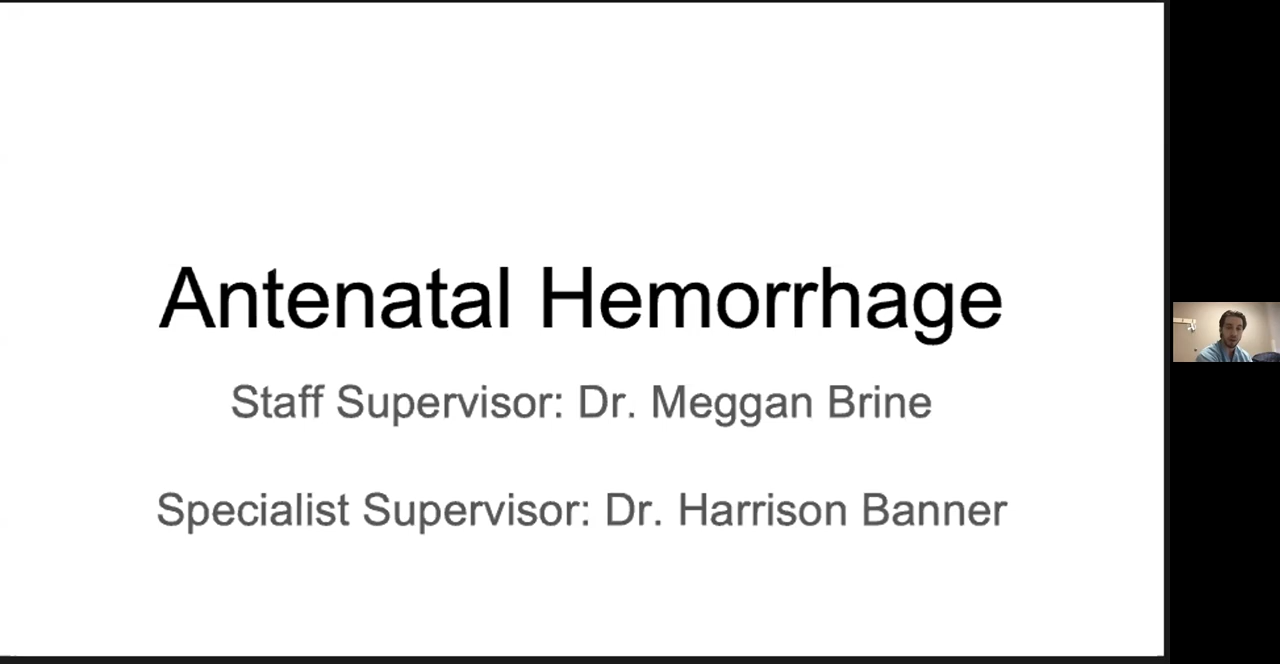 Antenatal Hemorrhage
Staff Supervisor: Dr. Meggan Brine
Specialist Supervisor: Dr. Harrison Banner